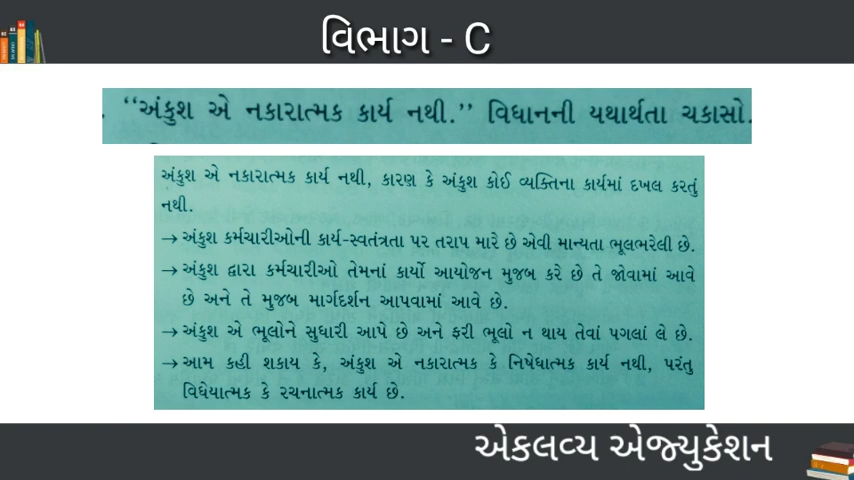 વિભાગ - C
. “અંકુશ એ નકારાત્મક કાર્ય નથી.” વિધાનની યથાર્થતા ચકાસો.
અંકુશ એ નકારાત્મક કાર્ય નથી, કારણ કે અંકુશ કોઈ વ્યક્તિના કાર્યમાં દખલ કરતું
નથી.
→ અંકુશ કર્મચારીઓની કાર્ય-સ્વતંત્રતા પર તરાપ મારે છે એવી માન્યતા ભૂલભરેલી છે.
→ અંકુશ દ્વારા કર્મચારીઓ તેમનાં કાર્યો આયોજન મુજબ કરે છે તે જોવામાં આવે
છે અને તે મુજબ માર્ગદર્શન આપવામાં આવે છે.
→ અંકુશ એ ભૂલોને સુધારી આપે છે અને ફરી ભૂલો ન થાય તેવાં પગલાં લે છે.
→ આમ કહી શકાય કે, અંકુશ એ નકારાત્મક કે નિષેધાત્મક કાર્ય નથી, પરંતુ
વિધેયાત્મક કે રચનાત્મક કાર્ય છે.
એકલવ્ય એજ્યુકેશન